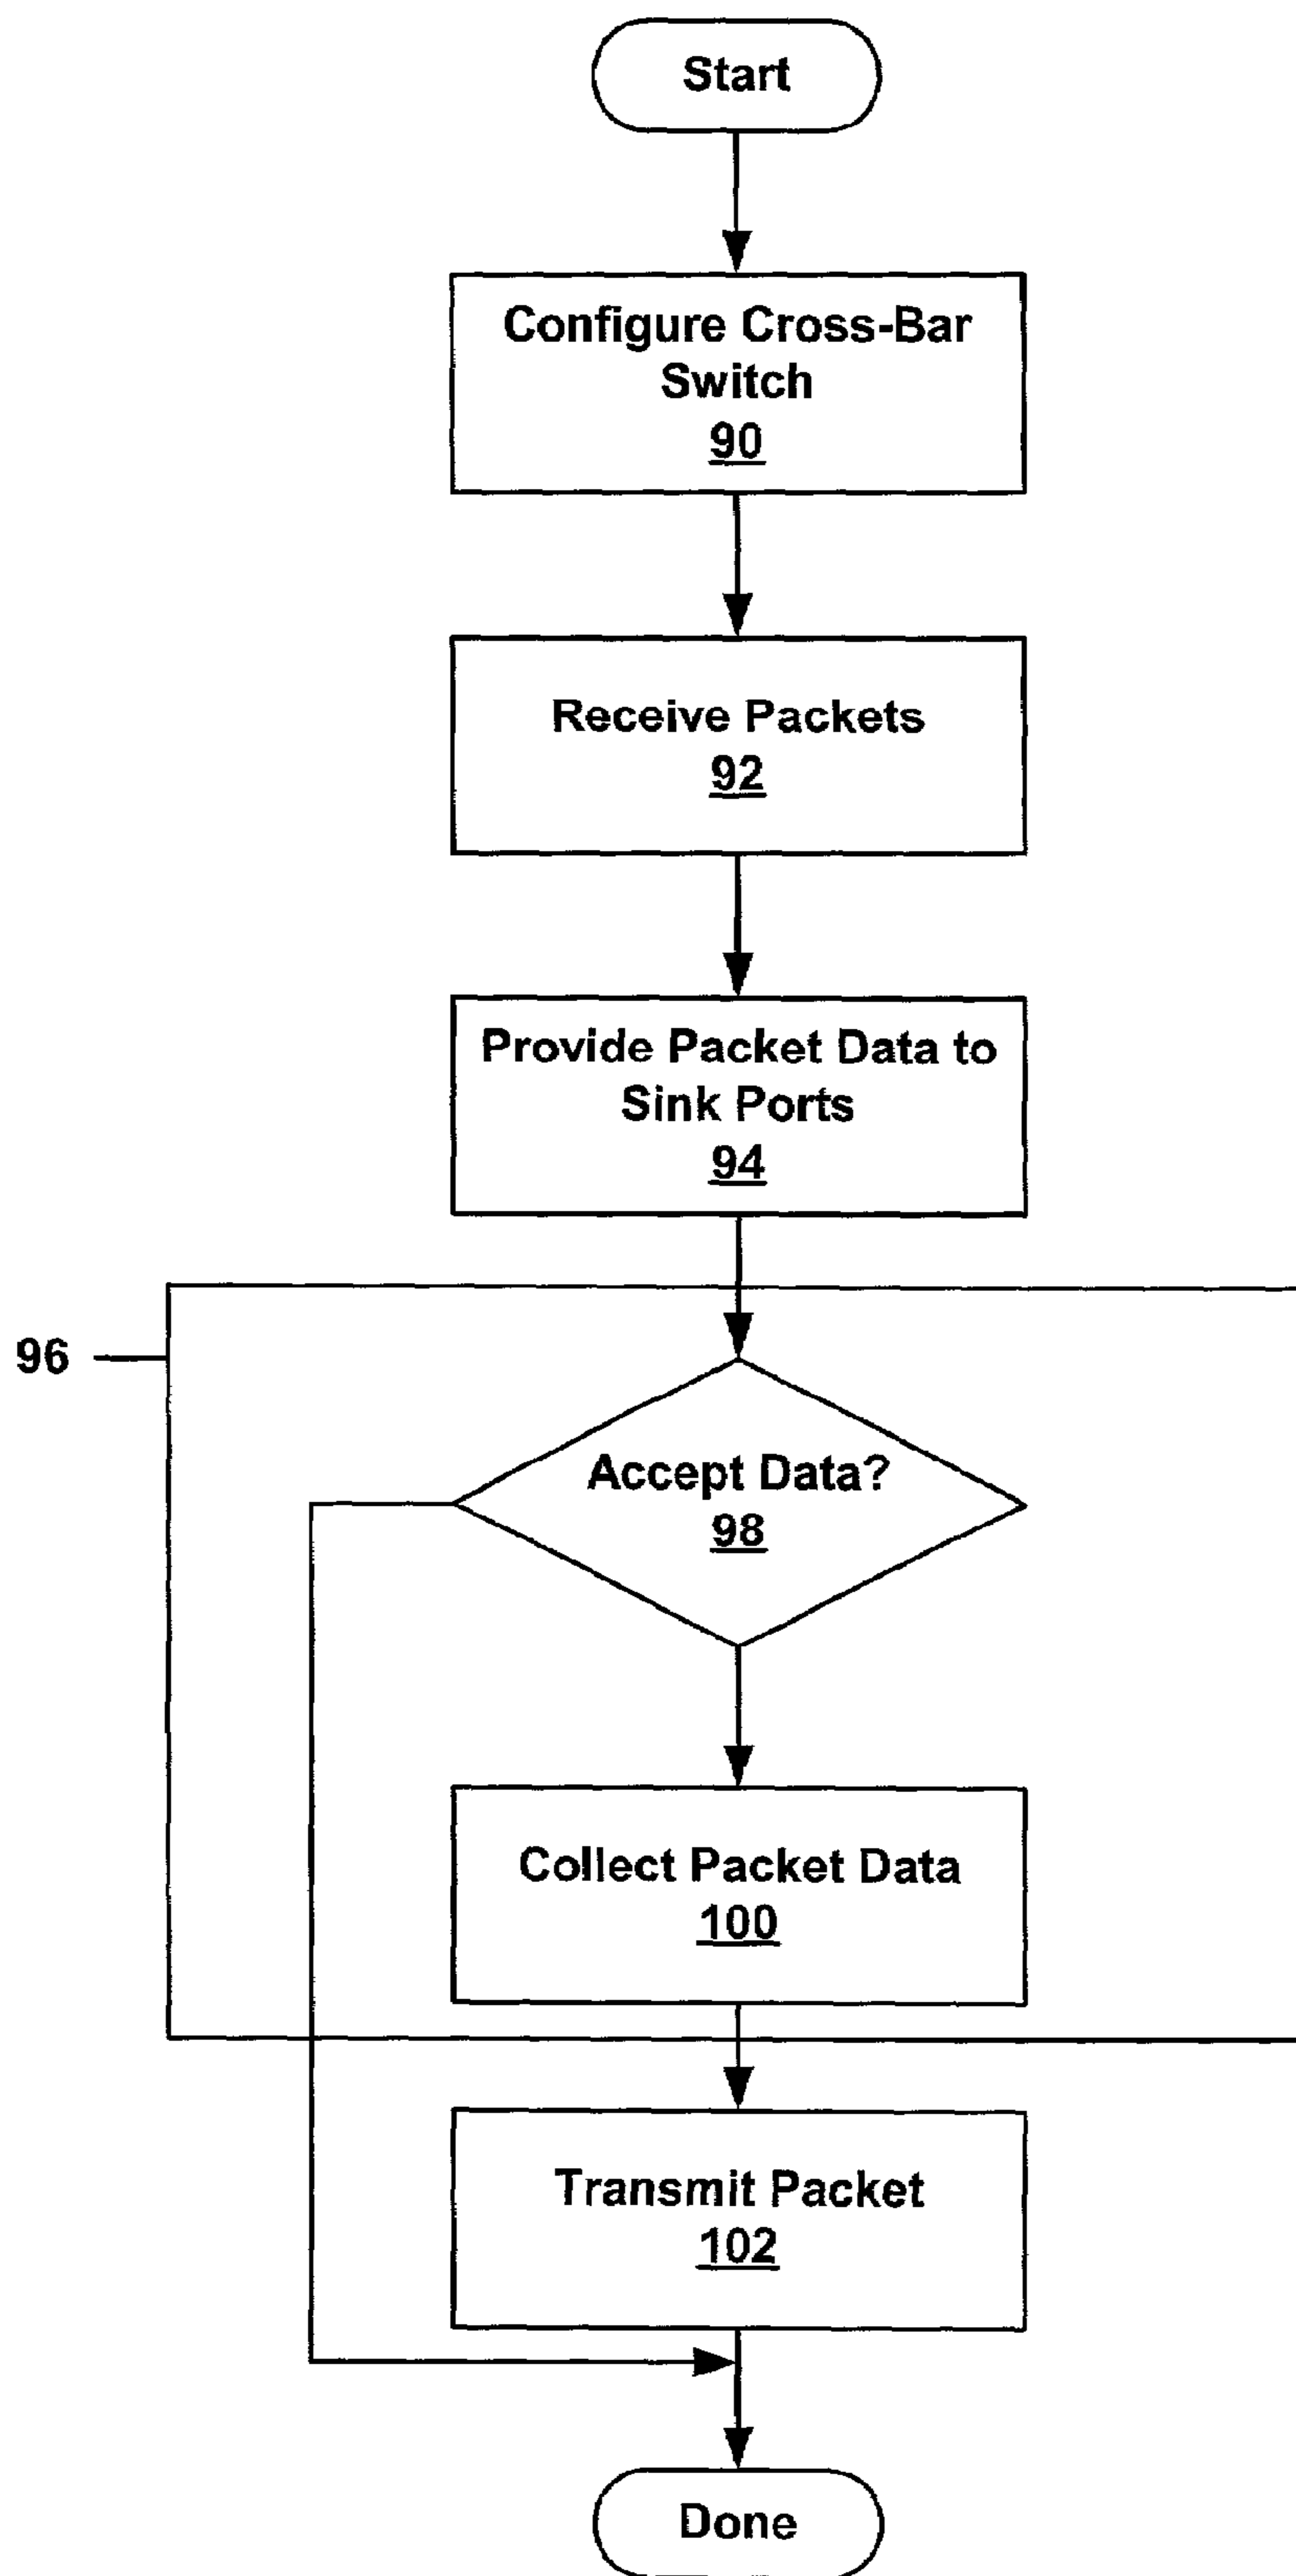 Start
Configure Cross-Bar
Switch
90
Receive Packets
92
Provide Packet Data to
Sink Ports
94
96
Accept Data?
98
Collect Packet Data
100
Transmit Packet
102
Done